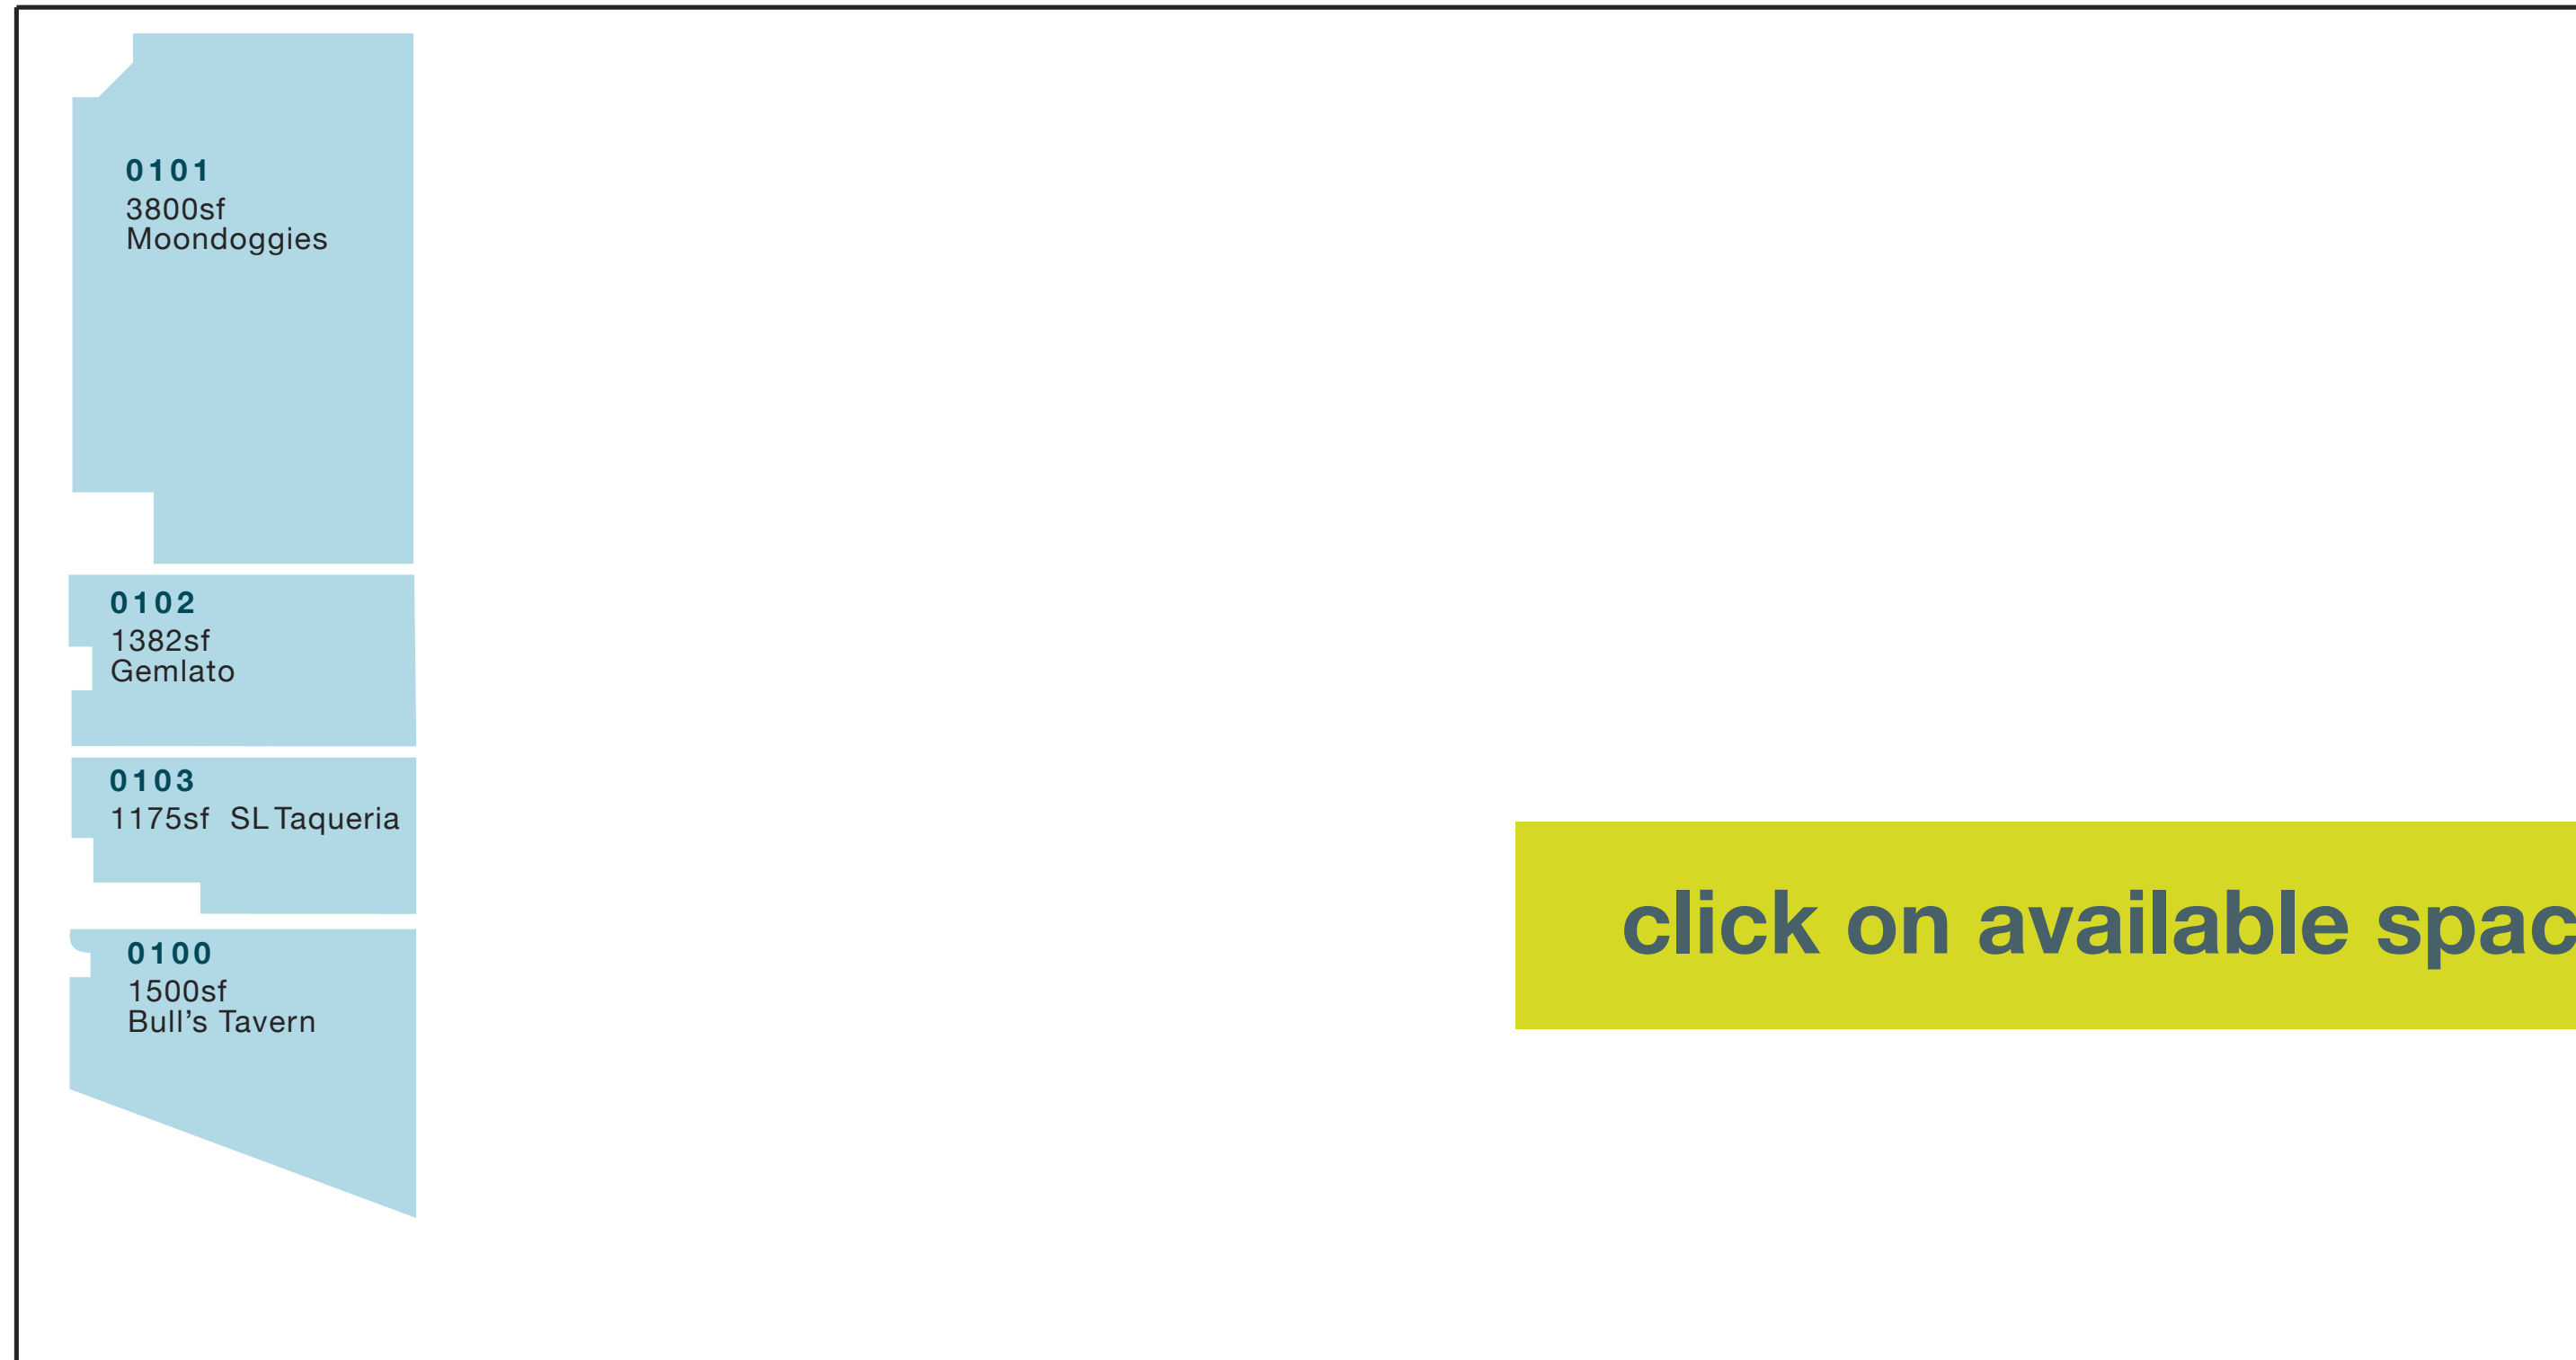 0101
3800sf
Moondoggies
0102
1382sf
Gemlato
0103
1175sf SL Taqueria
0100
1500sf
Bull's Tavern
click on available spac